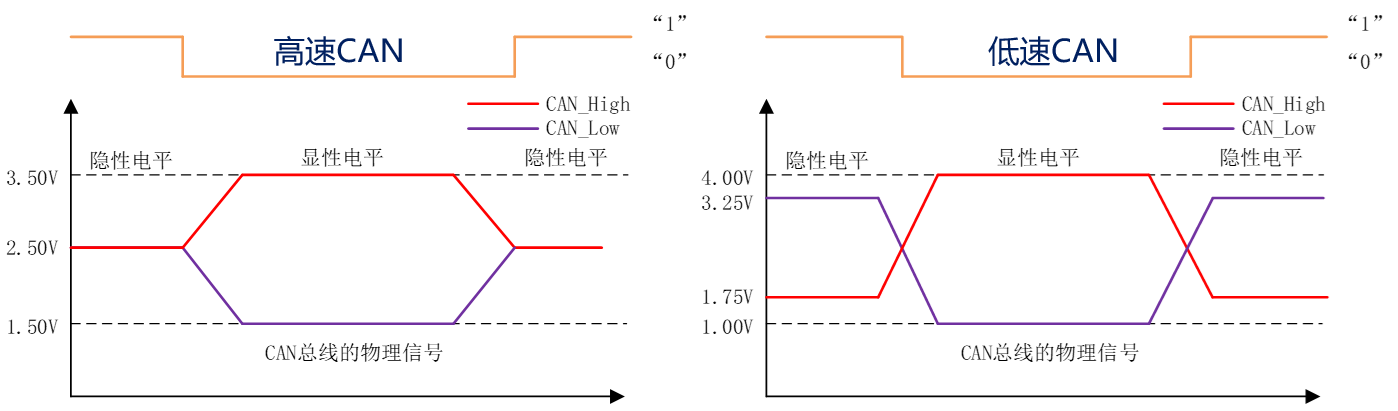 高速CAN
“1”
“0”
CAN_High
CAN_Low
隐性电平
显性电平
隐性电平
3.50V
2.50V
1.50V
CAN总线的物理信号
低速CAN
“1”
“0”
CAN_High
CAN_Low
隐性电平
显性电平
隐性电平
4.00V
3.25V
1.75V
1.00V
CAN总线的物理信号